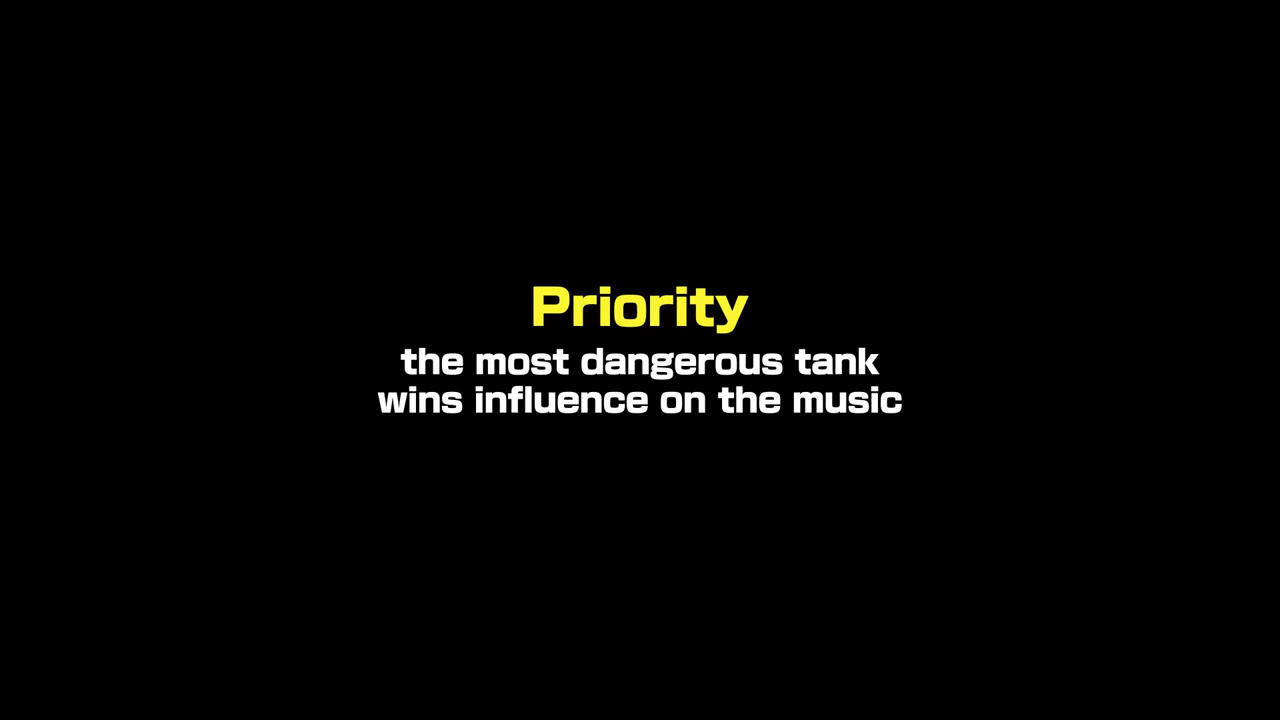 Priority
the most dangerous tank
wins influence on the music